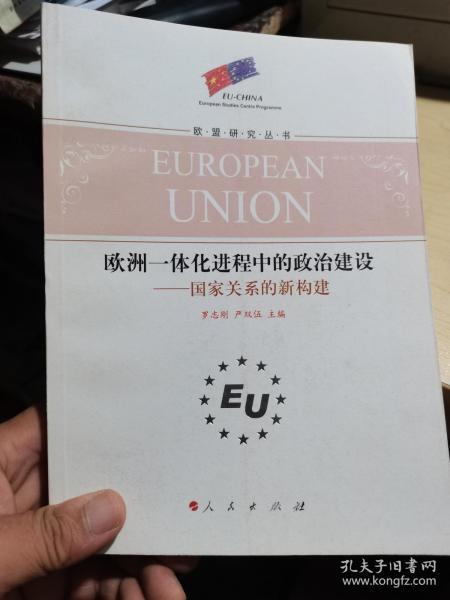 EU-CHINA
European Studies Centre Programme
欧·盟·研·究·丛·书
EUROPEAN
UNION
欧洲一体化进程中的政治建设
——国家关系的新构建
罗志刚 严双伍 主编
EU
人民出版社
孔夫子旧书网
www.kongfz.com